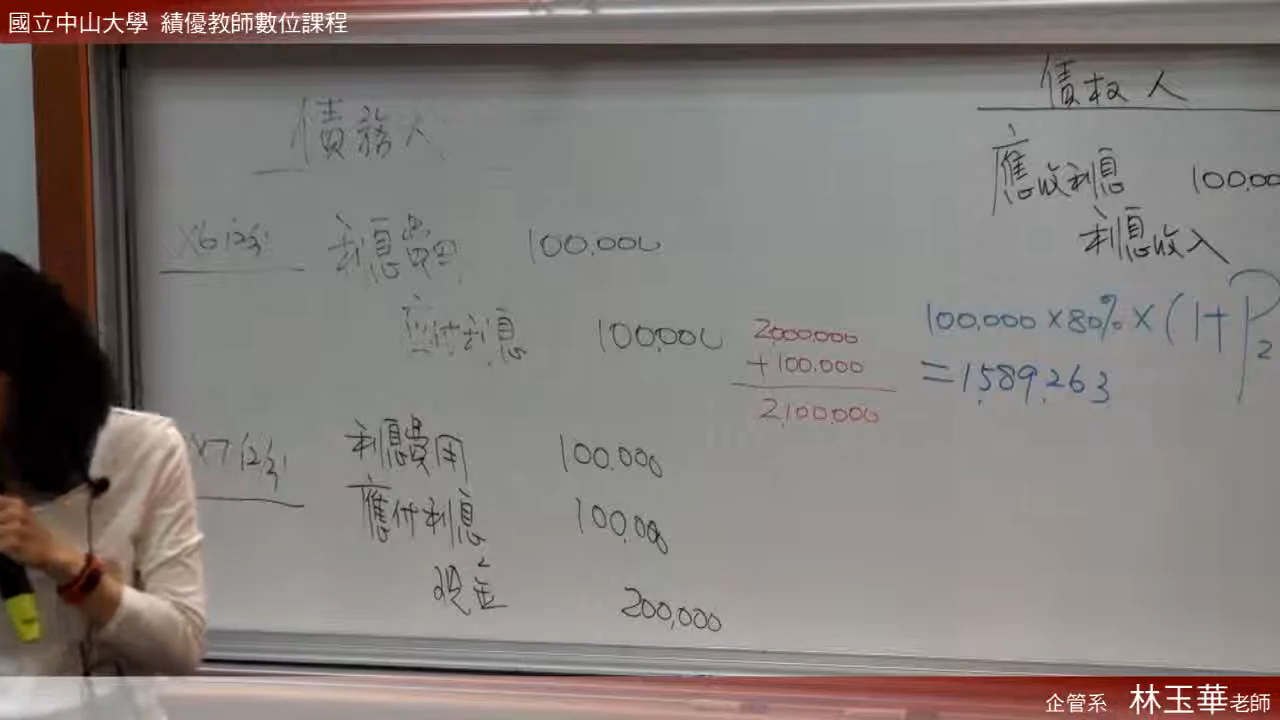 國立中山大學 績優教師數位課程
債務人
X6 12/31 利息費用 100,000
應付利息 100,000
X7 12/31 利息費用 100,000
應付利息 100,000
現金 200,000
2,000,000
+100,000
2,100,000
債权人
應收利息 100,00
利息收入
100,000×80%×(1+P2
=1,589,263
企管系 林玉華老師